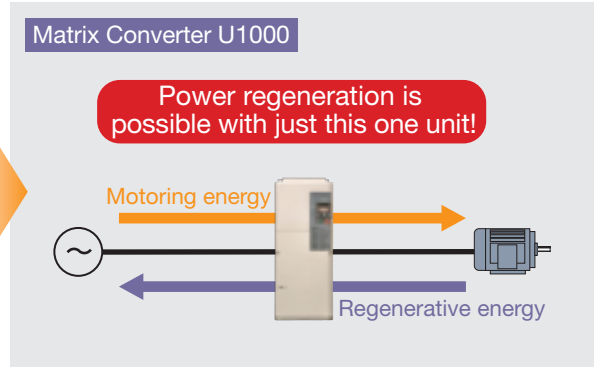 Matrix Converter U1000
Power regeneration is
possible with just this one unit!
Motoring energy
Regenerative energy